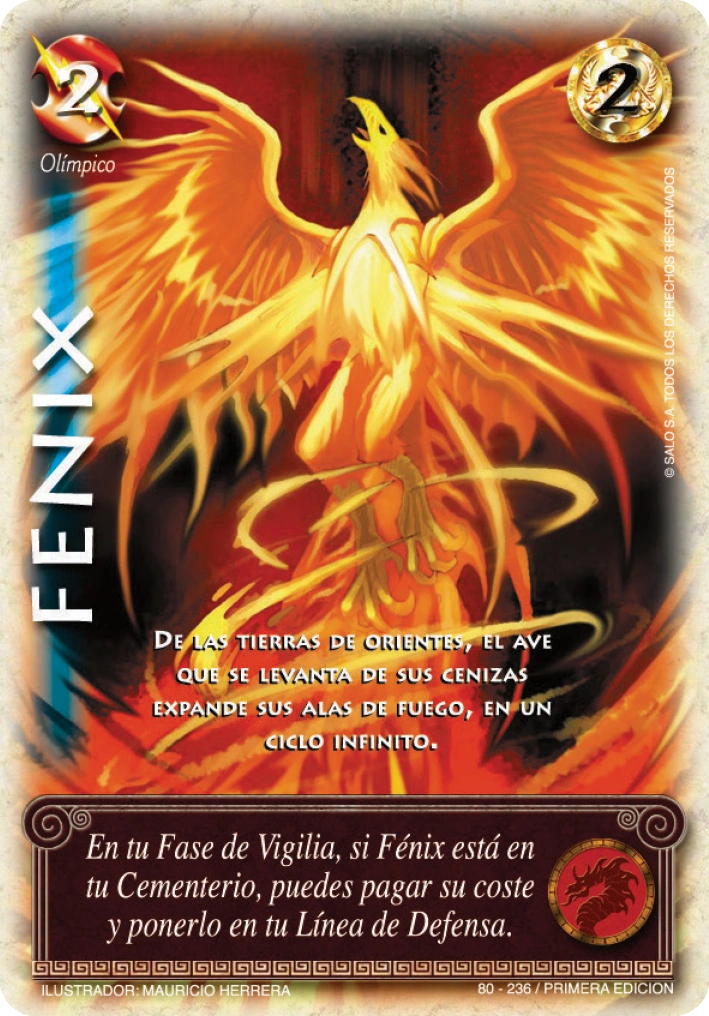 2
2
Olímpico
FENIX
© SALO S.A. TODOS LOS DERECHOS RESERVADOS
DE LAS TIERRAS DE ORIENTES, EL AVE
QUE SE LEVANTA DE SUS CENIZAS
EXPANDE SUS ALAS DE FUEGO, EN UN
CICLO INFINITO.
En tu Fase de Vigilia, si Fénix está en
tu Cementerio, puedes pagar su coste
y ponerlo en tu Línea de Defensa.
ILUSTRADOR: MAURICIO HERRERA
80 - 236 / PRIMERA EDICION